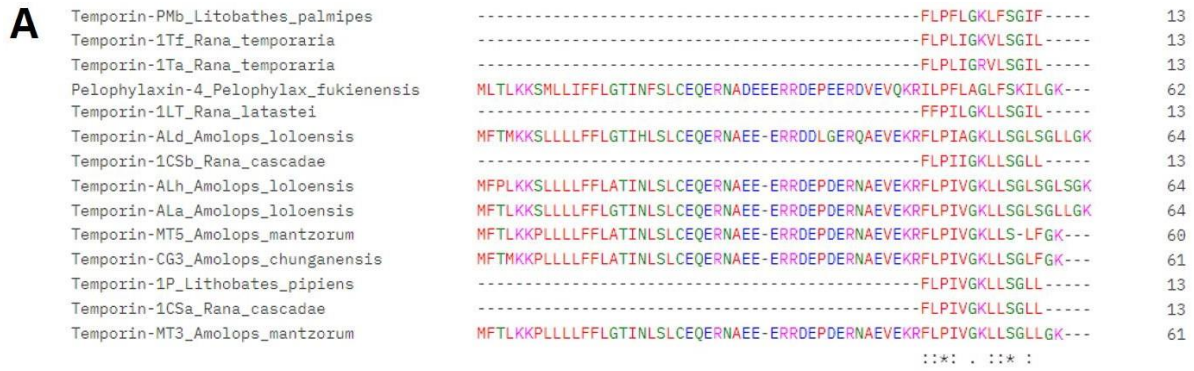 A
Temporin-PMb_Litobathes_palmipes -----------------------------------------------FLPFLGKLFSGIF----- 13
Temporin-1Tf_Rana_temporaria -----------------------------------------------FLPLIGKVLSGIL----- 13
Temporin-1Ta_Rana_temporaria -----------------------------------------------FLPLIGRVLSGIL----- 13
Pelophylaxin-4_Pelophylax_fukienensis MLTLKKSMLLIFFLGTINFSLCEQERNADEEERRDEPEERDVEVQKRILPFLAGLFSKILGK--- 62
Temporin-1LT_Rana_latastei -----------------------------------------------FFPILGKLLSGIL----- 13
Temporin-ALd_Amolops_loloensis MFTMKKSLLLLFFLGTIHLSLCEQERNAEE-ERRDDLGERQAEVEKRFLPIAGKLLSGLSGLLGK 64
Temporin-1CSb_Rana_cascadae -----------------------------------------------FLPIIGKLLSGLL----- 13
Temporin-ALh_Amolops_loloensis MFPLKKSLLLLFFLATINLSLCEQERNAEE-ERRDEPDERNAEVEKRFLPIVGKLLSGLSGLSGK 64
Temporin-ALa_Amolops_loloensis MFTLKKSLLLLFFLGTINLSLCEQERNAEE-ERRDEPDERNAEVEKRFLPIVGKLLSGLSGLLGK 64
Temporin-MT5_Amolops_mantzorum MFTLKKPLLLLFFLATINLSLCEQERNAEE-ERRDEPDERNAEVEKRFLPIVGKLLS-LFGK--- 60
Temporin-CG3_Amolops_chunganensis MFTMKKPLLLLFFLATINLSLCEQERNAEE-ERRDEPDERNAEVEKRFLPIVGKLLSGLFGK--- 61
Temporin-1P_Lithobates_pipiens -----------------------------------------------FLPIVGKLLSGLL----- 13
Temporin-1CSa_Rana_cascadae -----------------------------------------------FLPIVGKLLSGLL----- 13
Temporin-MT3_Amolops_mantzorum MFTLKKPLLLLFFLGTINLSLCEQERNAEE-ERRDEPDERNAEVEKRFLPIVGKLLSGLLGK--- 61
::*: . ::* :